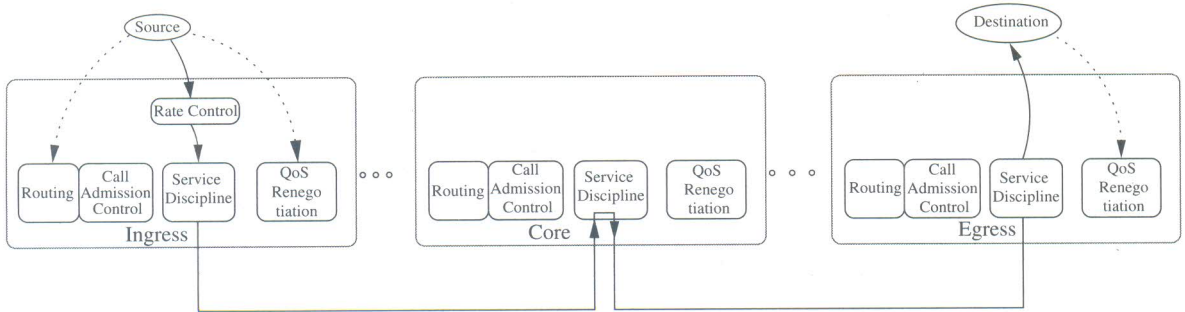 Source
Destination
Rate Control
Routing
Call
Admission
Control
Service
Discipline
QoS
Renego
tiation
Ingress
Routing
Call
Admission
Control
Service
Discipline
QoS
Renego
tiation
Core
Routing
Call
Admission
Control
Service
Discipline
QoS
Renego
tiation
Egress